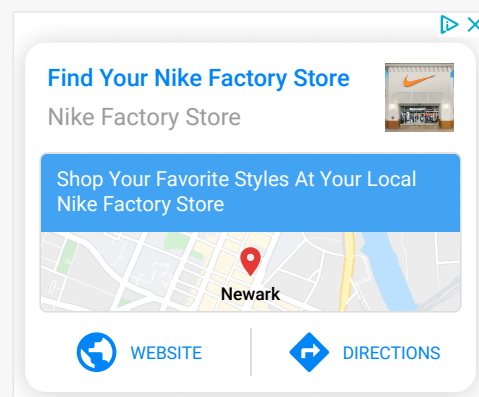 Find Your Nike Factory Store
Nike Factory Store
Shop Your Favorite Styles At Your Local
Nike Factory Store
Newark
WEBSITE
DIRECTIONS